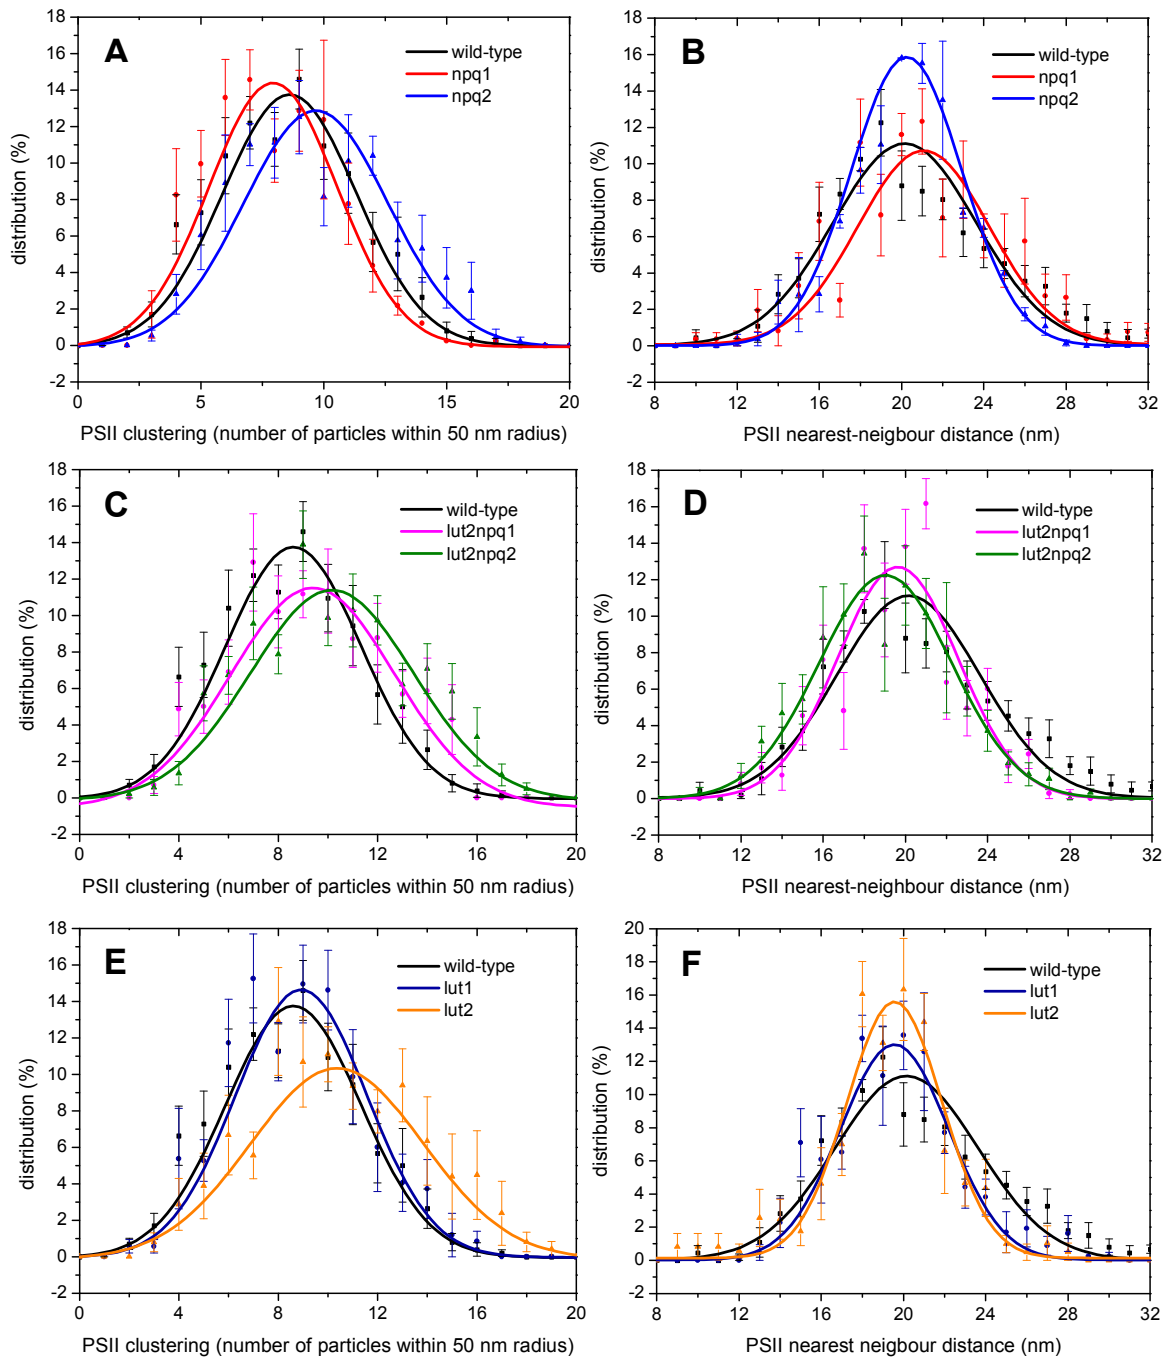 A
wild-type
npq1
npq2
distribution (%)
18
16
14
12
10
8
6
4
2
0
-2
0 5 10 15 20
PSII clustering (number of particles within 50 nm radius)
B
wild-type
npq1
npq2
distribution (%)
18
16
14
12
10
8
6
4
2
0
-2
8 12 16 20 24 28 32
PSII nearest-neigbour distance (nm)
C
wild-type
lut2npq1
lut2npq2
distribution (%)
18
16
14
12
10
8
6
4
2
0
-2
0 4 8 12 16 20
PSII clustering (number of particles within 50 nm radius)
D
wild-type
lut2npq1
lut2npq2
distribution (%)
18
16
14
12
10
8
6
4
2
0
-2
8 12 16 20 24 28 32
PSII nearest-neigbour distance (nm)
E
wild-type
lut1
lut2
distribution (%)
18
16
14
12
10
8
6
4
2
0
-2
0 4 8 12 16 20
PSII clustering (number of particles within 50 nm radius)
F
wild-type
lut1
lut2
distribution (%)
20
18
16
14
12
10
8
6
4
2
0
-2
8 12 16 20 24 28 32
PSII nearest neigbour distance (nm)